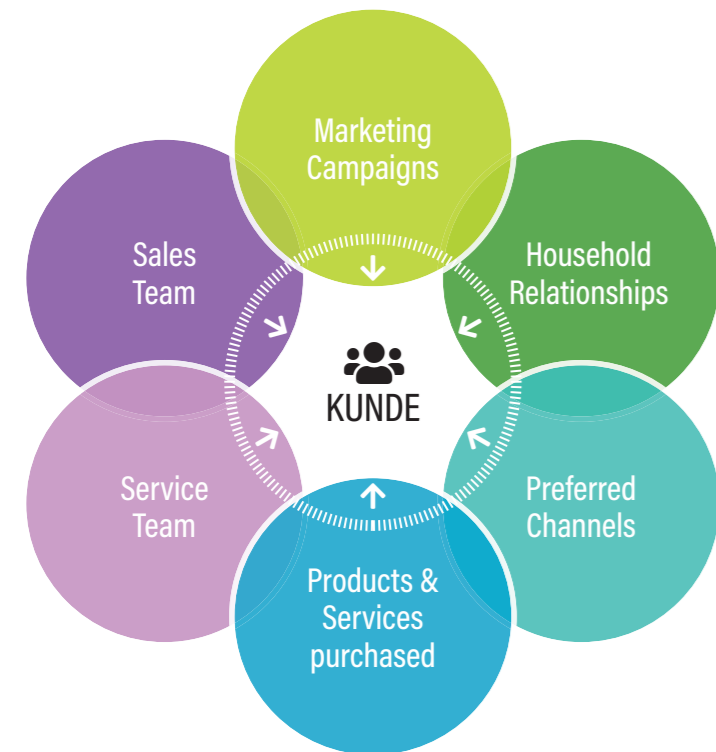 Marketing
Campaigns
Sales
Team
Household
Relationships
KUNDE
Service
Team
Preferred
Channels
Products &
Services
purchased